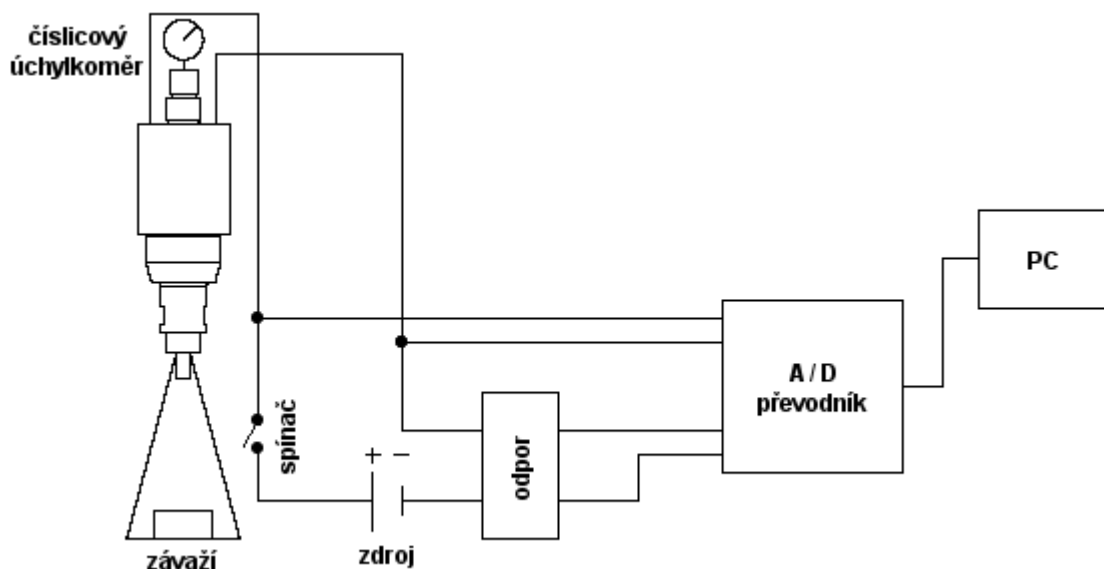 číslicový
úchylkoměr
PC
A / D
převodník
spínač
+ −
odpor
zdroj
závaží